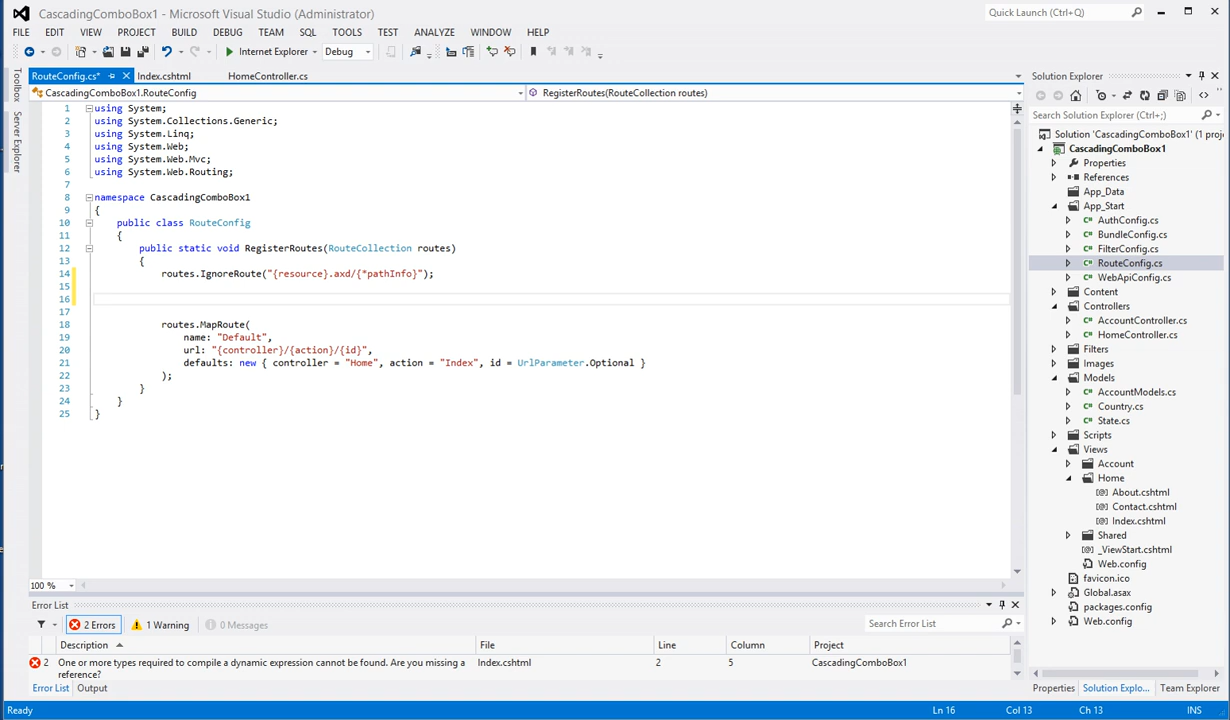 CascadingComboBox1 - Microsoft Visual Studio (Administrator)
Quick Launch (Ctrl+Q)
FILE EDIT VIEW PROJECT BUILD DEBUG TEAM SQL TOOLS TEST ANALYZE WINDOW HELP
Internet Explorer Debug
RouteConfig.cs* Index.cshtml HomeController.cs
CascadingComboBox1.RouteConfig RegisterRoutes(RouteCollection routes)
Toolbox
Server Explorer
1 using System;
2 using System.Collections.Generic;
3 using System.Linq;
4 using System.Web;
5 using System.Web.Mvc;
6 using System.Web.Routing;
7
8 namespace CascadingComboBox1
9 {
10 public class RouteConfig
11 {
12 public static void RegisterRoutes(RouteCollection routes)
13 {
14 routes.IgnoreRoute("{resource}.axd/{*pathInfo}");
15
16
17
18 routes.MapRoute(
19 name: "Default",
20 url: "{controller}/{action}/{id}",
21 defaults: new { controller = "Home", action = "Index", id = UrlParameter.Optional }
22 );
23 }
24 }
25 }
100 %
Solution Explorer
Search Solution Explorer (Ctrl+;)
Solution 'CascadingComboBox1' (1 proje
CascadingComboBox1
Properties
References
App_Data
App_Start
AuthConfig.cs
BundleConfig.cs
FilterConfig.cs
RouteConfig.cs
WebApiConfig.cs
Content
Controllers
AccountController.cs
HomeController.cs
Filters
Images
Models
AccountModels.cs
Country.cs
State.cs
Scripts
Views
Account
Home
About.cshtml
Contact.cshtml
Index.cshtml
Shared
_ViewStart.cshtml
Web.config
favicon.ico
Global.asax
packages.config
Web.config
Properties Solution Explo... Team Explorer
Error List
2 Errors 1 Warning 0 Messages
Search Error List
Description File Line Column Project
2 One or more types required to compile a dynamic expression cannot be found. Are you missing a reference? Index.cshtml 2 5 CascadingComboBox1
Error List Output
Ready Ln 16 Col 13 Ch 13 INS